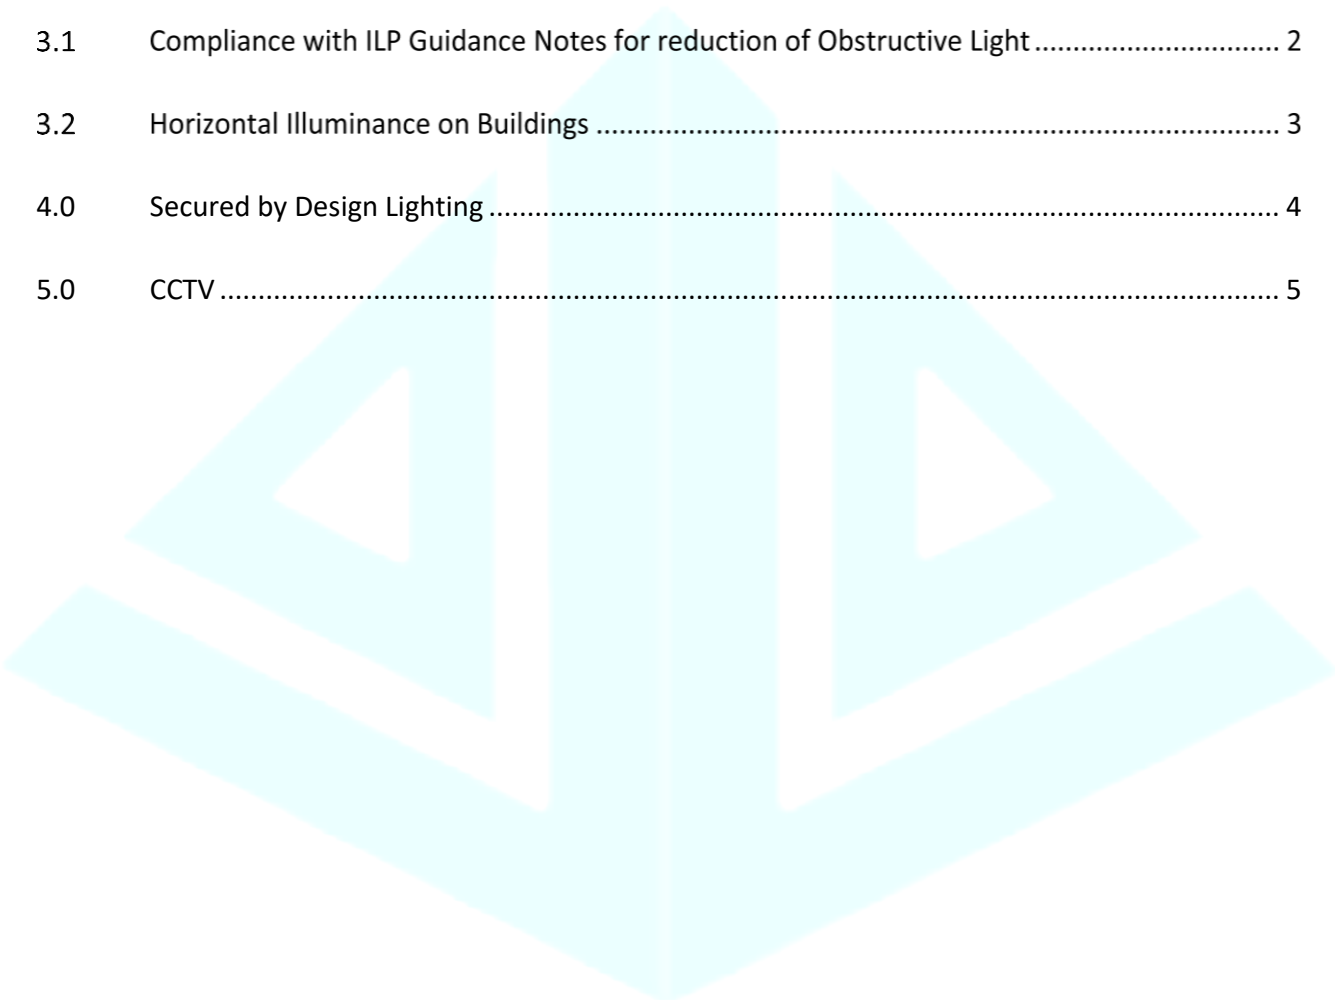 3.1 Compliance with ILP Guidance Notes for reduction of Obstructive Light ................................ 2
3.2 Horizontal Illuminance on Buildings ......................................................................................... 3
4.0 Secured by Design Lighting ....................................................................................................... 4
5.0 CCTV .......................................................................................................................................... 5